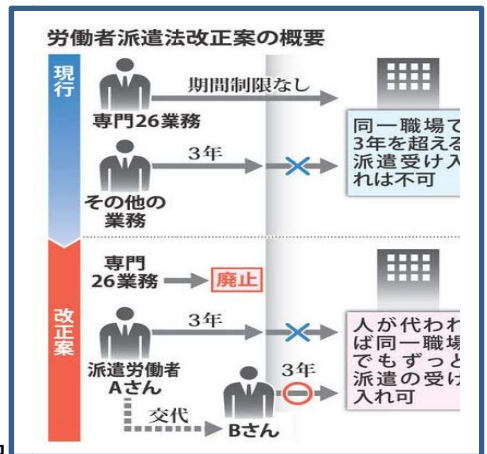 労働者派遣法改正案の概要
現行
期間制限なし
専門26業務
同一職場で
3年を超える
派遣受け入
れは不可
3年
その他の
業務
改正案
専門
26業務
廃止
3年
派遣労働者
Aさん
人が代われ
ば同一職場
でもずっと
派遣の受け
入れ可
3年
交代
Bさん